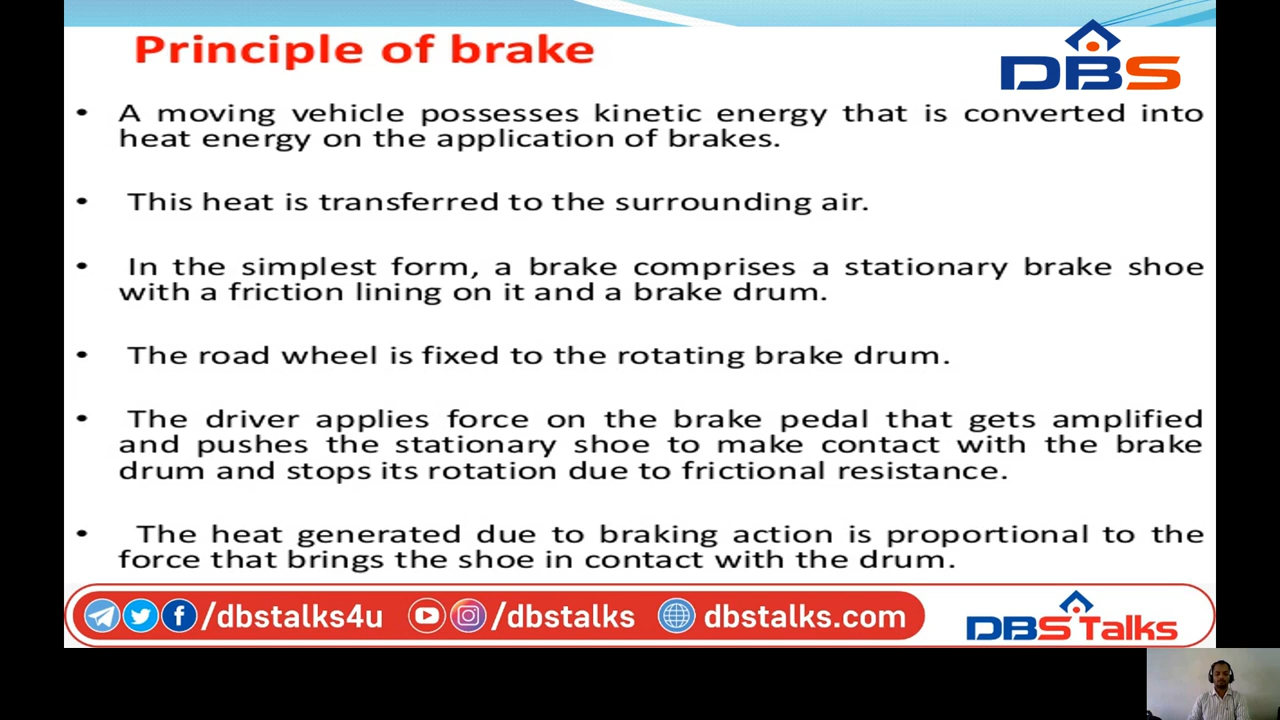 Principle of brake
DBS
• A moving vehicle possesses kinetic energy that is converted into
heat energy on the application of brakes.
• This heat is transferred to the surrounding air.
• In the simplest form, a brake comprises a stationary brake shoe
with a friction lining on it and a brake drum.
• The road wheel is fixed to the rotating brake drum.
• The driver applies force on the brake pedal that gets amplified
and pushes the stationary shoe to make contact with the brake
drum and stops its rotation due to frictional resistance.
• The heat generated due to braking action is proportional to the
force that brings the shoe in contact with the drum.
/dbstalks4u /dbstalks dbstalks.com
DBS Talks